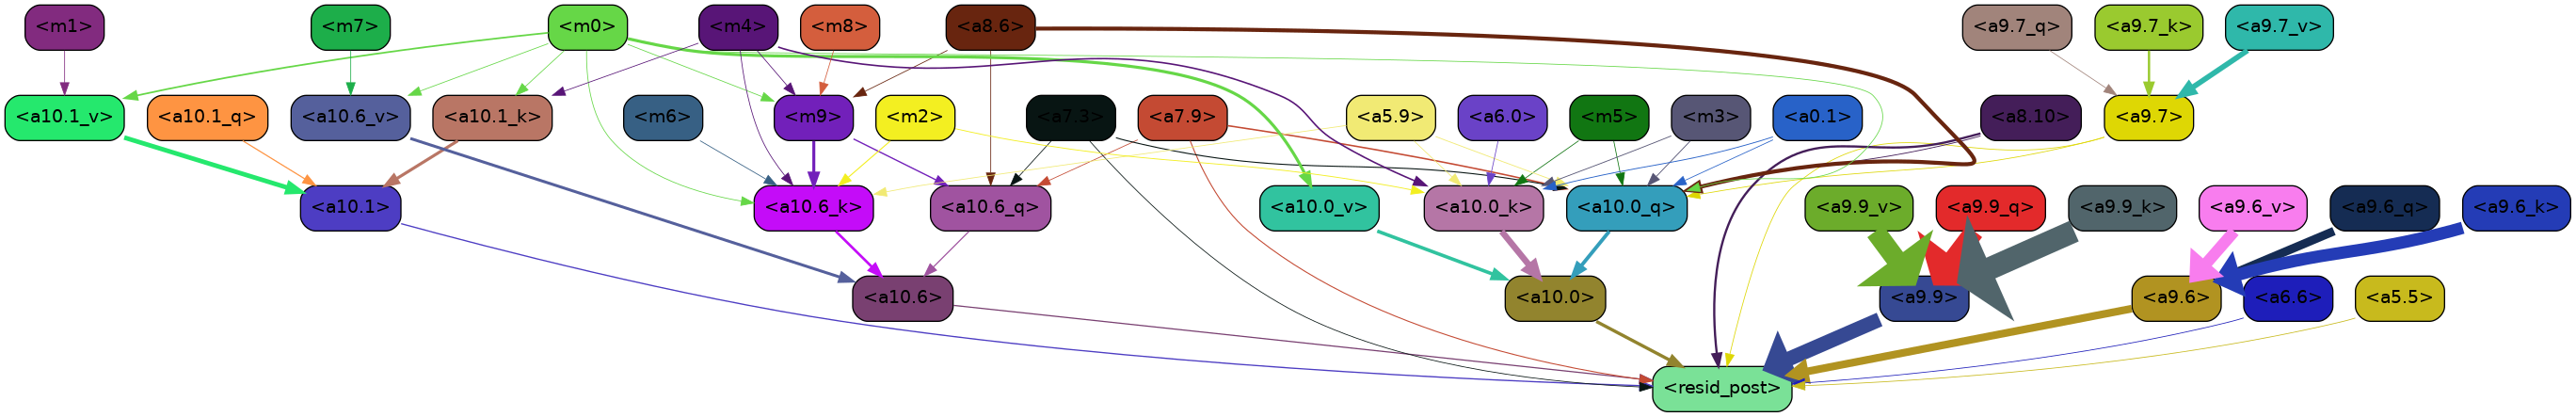 <m1> <m7> <m0> <m4> <m8> <a8.6> <a9.7_q> <a9.7_k> <a9.7_v>
<a10.1_v> <a10.1_q> <a10.6_v> <a10.1_k> <m6> <m9> <m2> <a7.3> <a7.9> <a5.9> <a6.0> <m5> <m3> <a0.1> <a8.10> <a9.7>
<a10.1> <a10.6_k> <a10.6_q> <a10.0_v> <a10.0_k> <a10.0_q> <a9.9_v> <a9.9_q> <a9.9_k> <a9.6_v> <a9.6_q> <a9.6_k>
<a10.6> <a10.0> <a9.9> <a9.6> <a6.6> <a5.5>
<resid_post>